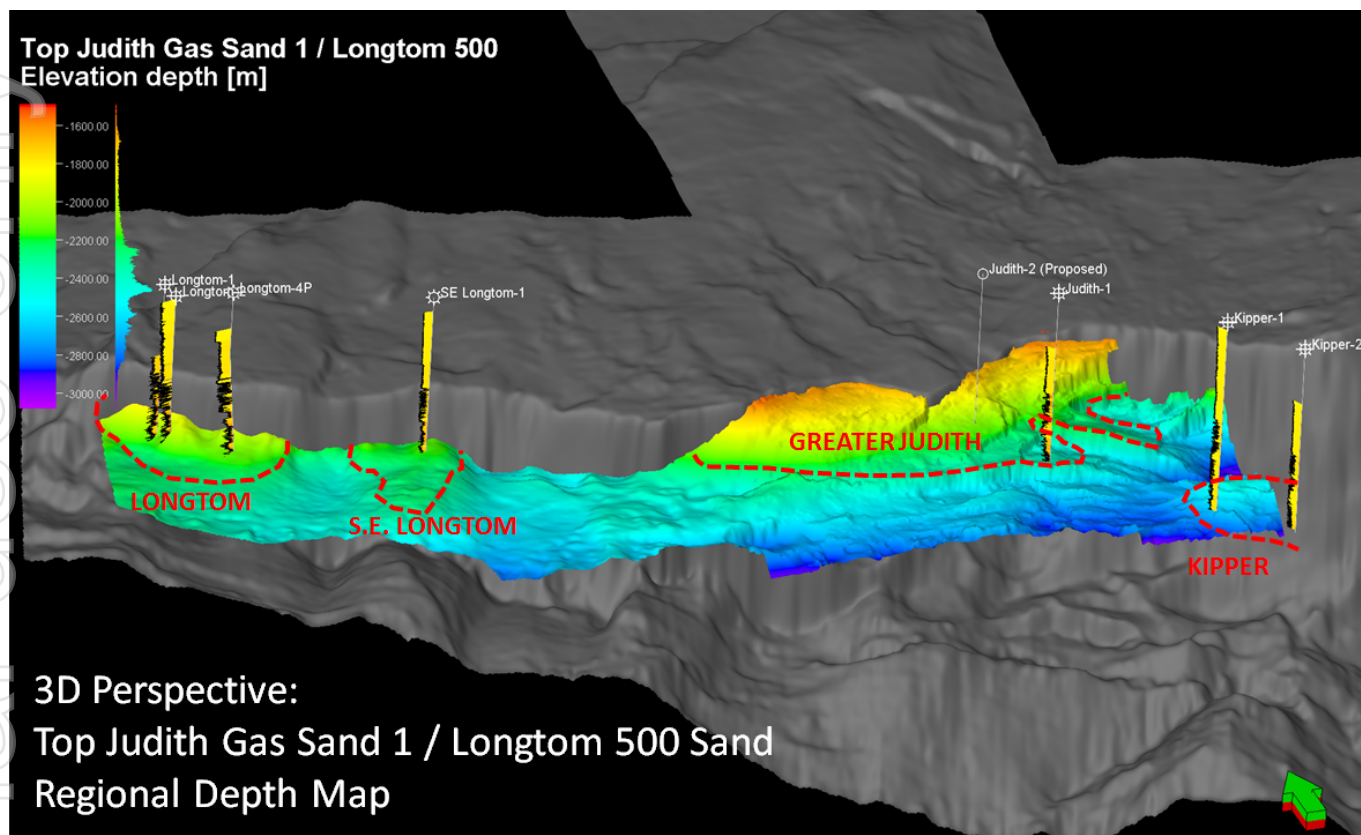 Top Judith Gas Sand 1 / Longtom 500
Elevation depth [m]
-1600.00
-1800.00
-2000.00
-2200.00
-2400.00
-2600.00
-2800.00
-3000.00
Longtom-1
Longtom-4P
SE Longtom-1
Judith-2 (Proposed)
Judith-1
Kipper-1
Kipper-2
GREATER JUDITH
LONGTOM
S.E. LONGTOM
KIPPER
3D Perspective:
Top Judith Gas Sand 1 / Longtom 500 Sand
Regional Depth Map